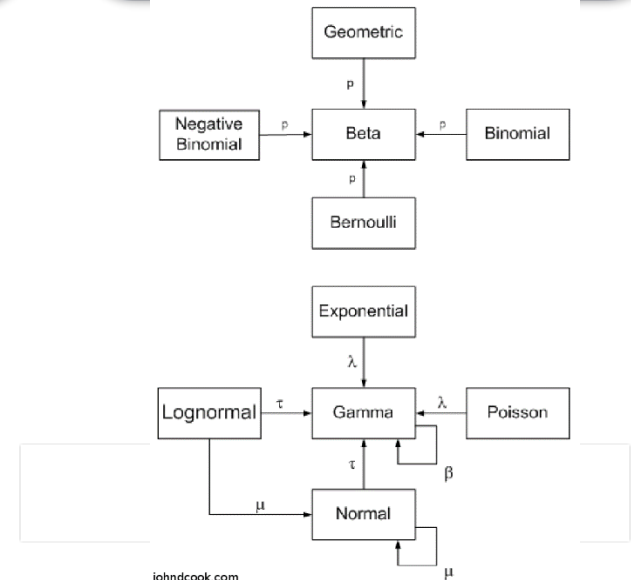 Geometric
p
Negative
Binomial
p
Beta
p
Binomial
p
Bernoulli
Exponential
λ
Lognormal
τ
Gamma
λ
Poisson
β
τ
μ
Normal
μ
johndcook.com